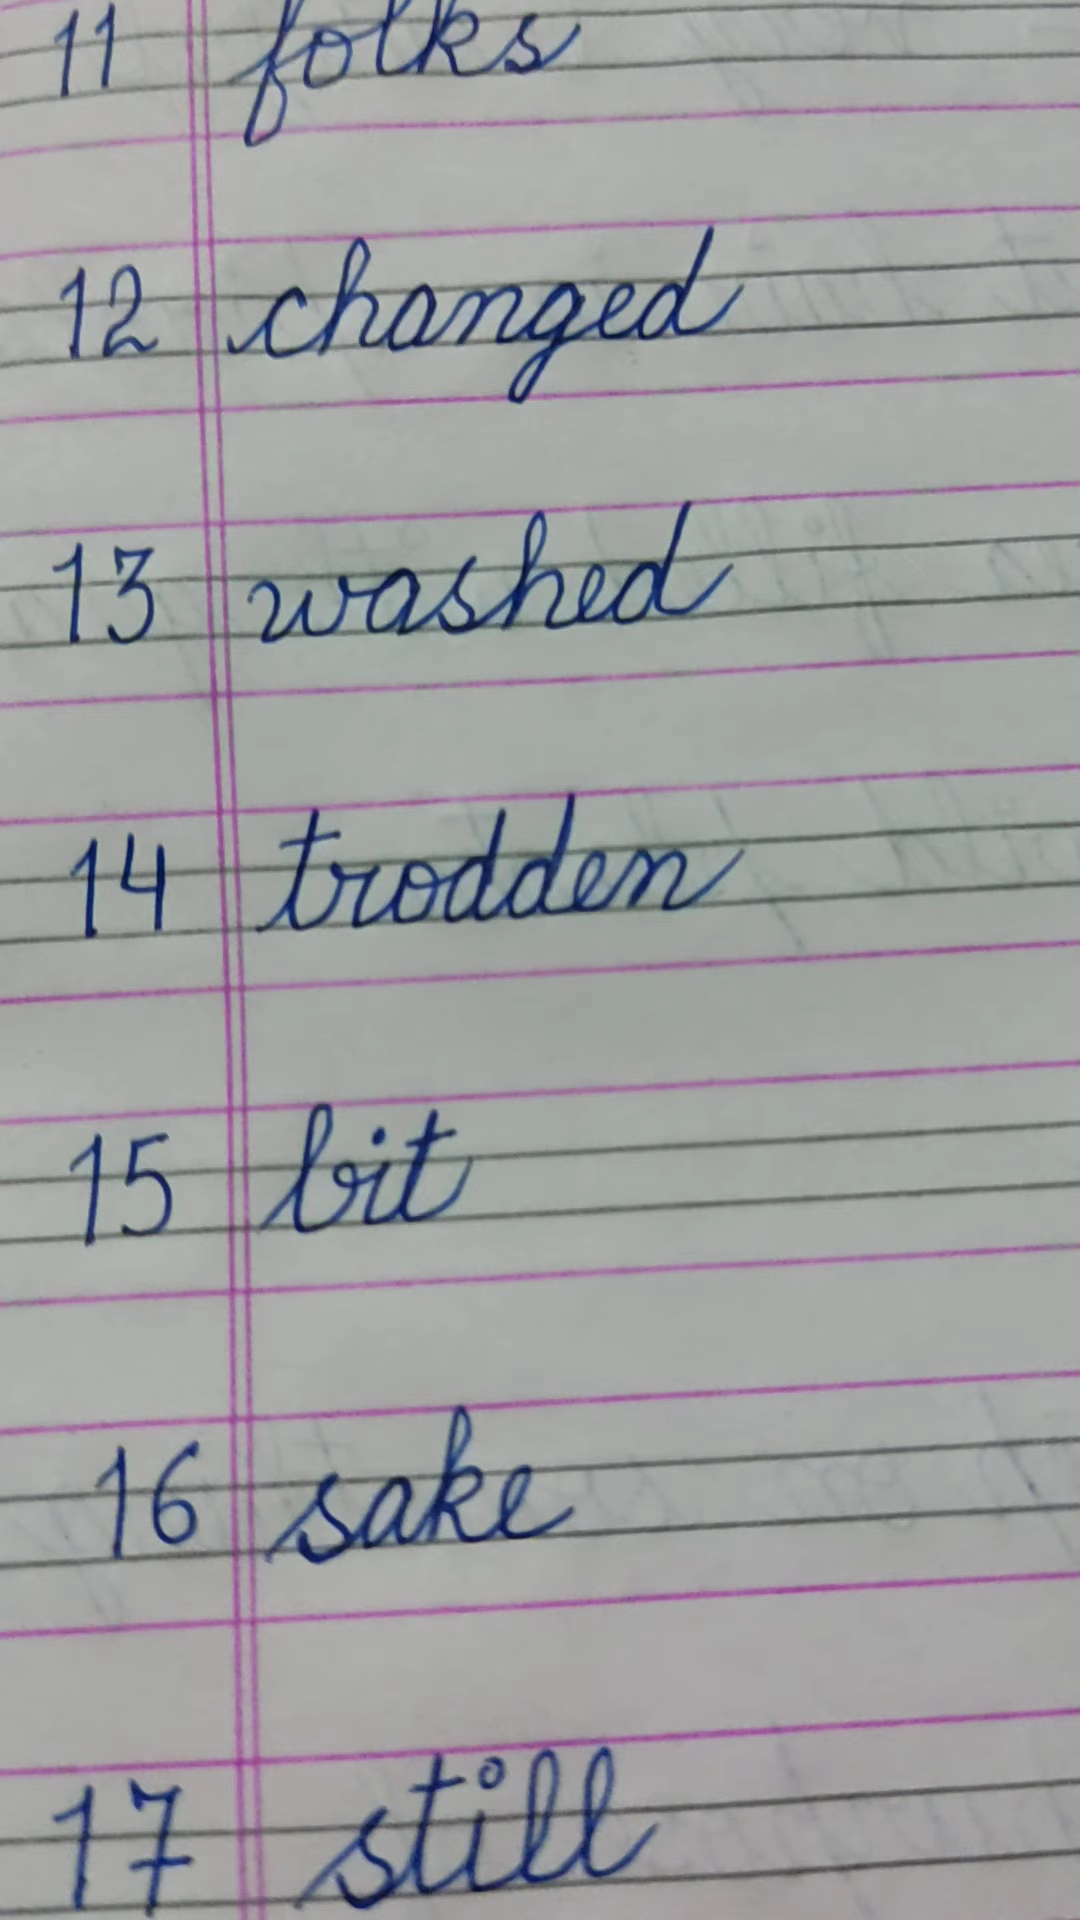 11 folks
12 changed
13 washed
14 trodden
15 bit
16 sake
17 still